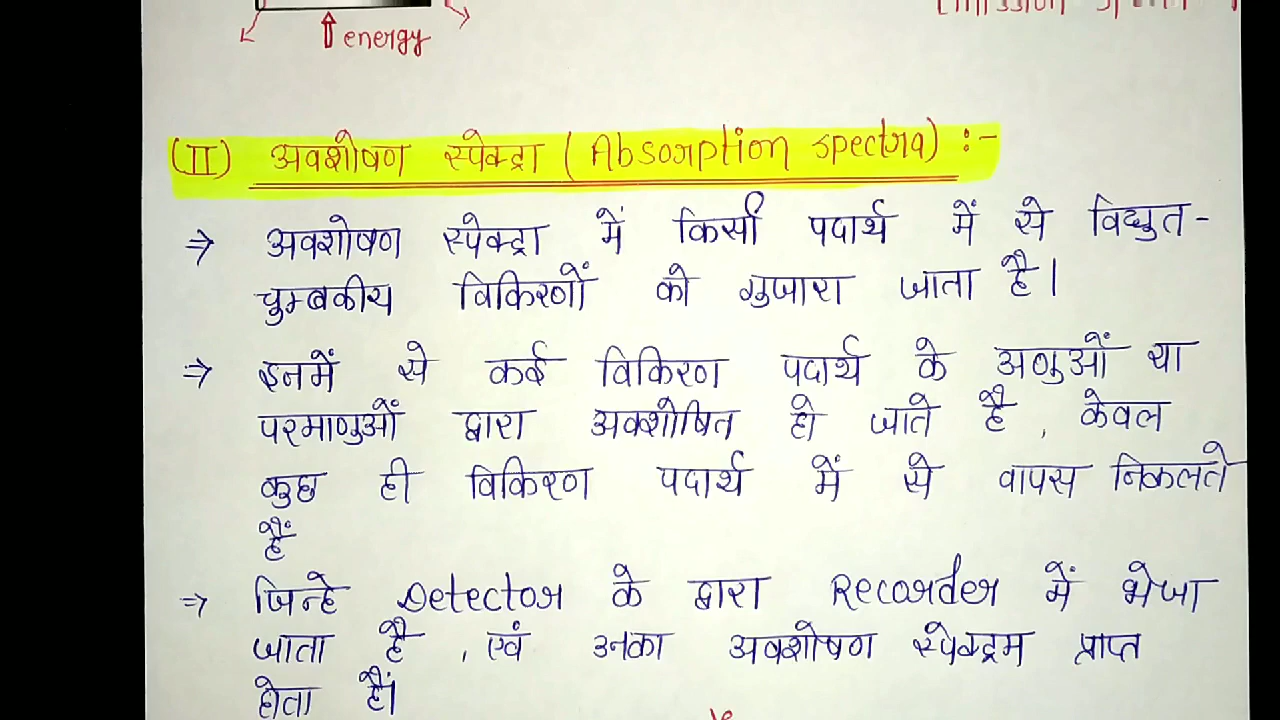 energy
(II) अवशोषण स्पेक्ट्रा (Absorption spectra) :-
⇒ अवशोषण स्पेक्ट्रा में किसी पदार्थ में से विद्युत-
चुम्बकीय विकिरणों को गुजारा जाता है।
⇒ इनमें से कई विकिरण पदार्थ के अणुओं या
परमाणुओं द्वारा अवशोषित हो जाते है , केवल
कुछ ही विकिरण पदार्थ में से वापस निकलते
हैं
⇒ जिन्हे Detector के द्वारा Recorder में भेजा
जाता है , एवं उनका अवशोषण स्पेक्ट्रम प्राप्त
होता हैं।